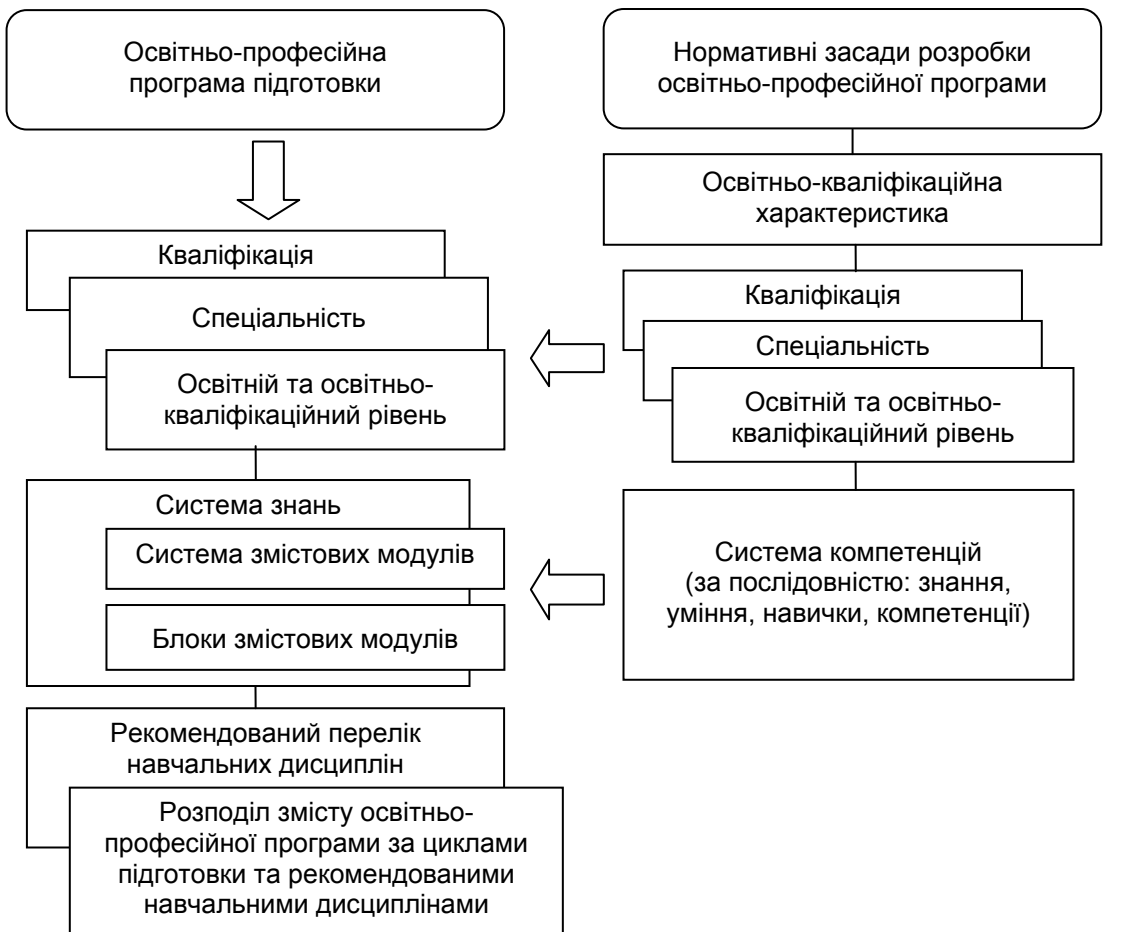 Освітньо-професійна
програма підготовки
Нормативні засади розробки
освітньо-професійної програми
Освітньо-кваліфікаційна
характеристика
Кваліфікація
Спеціальність
Освітній та освітньо-
кваліфікаційний рівень
Кваліфікація
Спеціальність
Освітній та освітньо-
кваліфікаційний рівень
Система знань
Система змістових модулів
Блоки змістових модулів
Система компетенцій
(за послідовністю: знання,
уміння, навички, компетенції)
Рекомендований перелік
навчальних дисциплін
Розподіл змісту освітньо-
професійної програми за циклами
підготовки та рекомендованими
навчальними дисциплінами